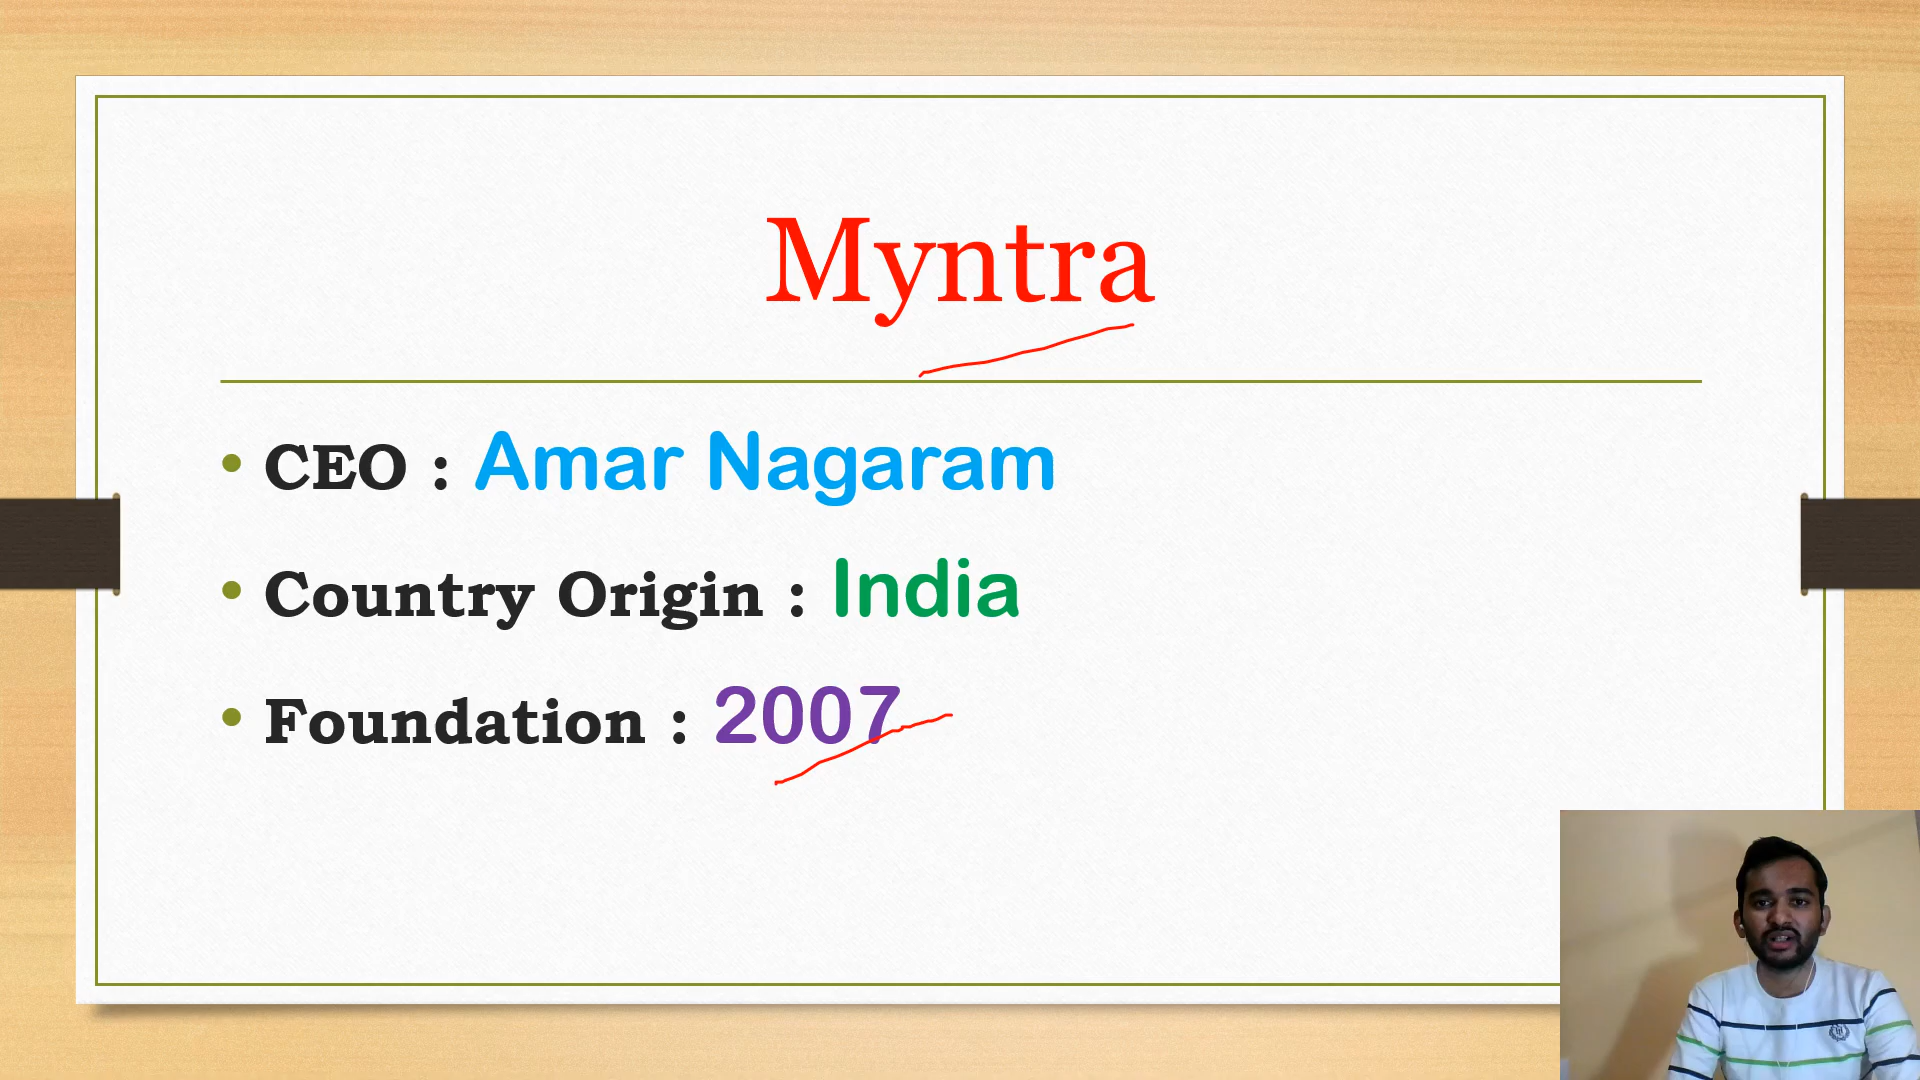 Myntra
• CEO : Amar Nagaram
• Country Origin : India
• Foundation : 2007